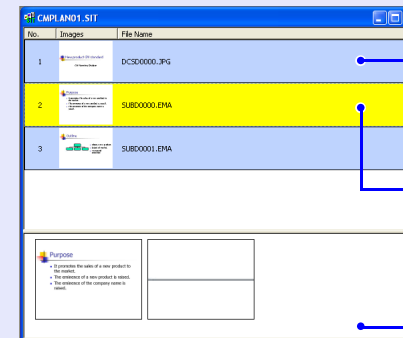 CMPLAN01.SIT
No. Images File Name
1 DCSD0000.JPG
2 Purpose SUBD0000.EMA
3 Outline SUBD0001.EMA
Purpose
It promotes the sales of a new product to
the market.
The eminence of a new product is raised.
The eminence of the company name is
raised.